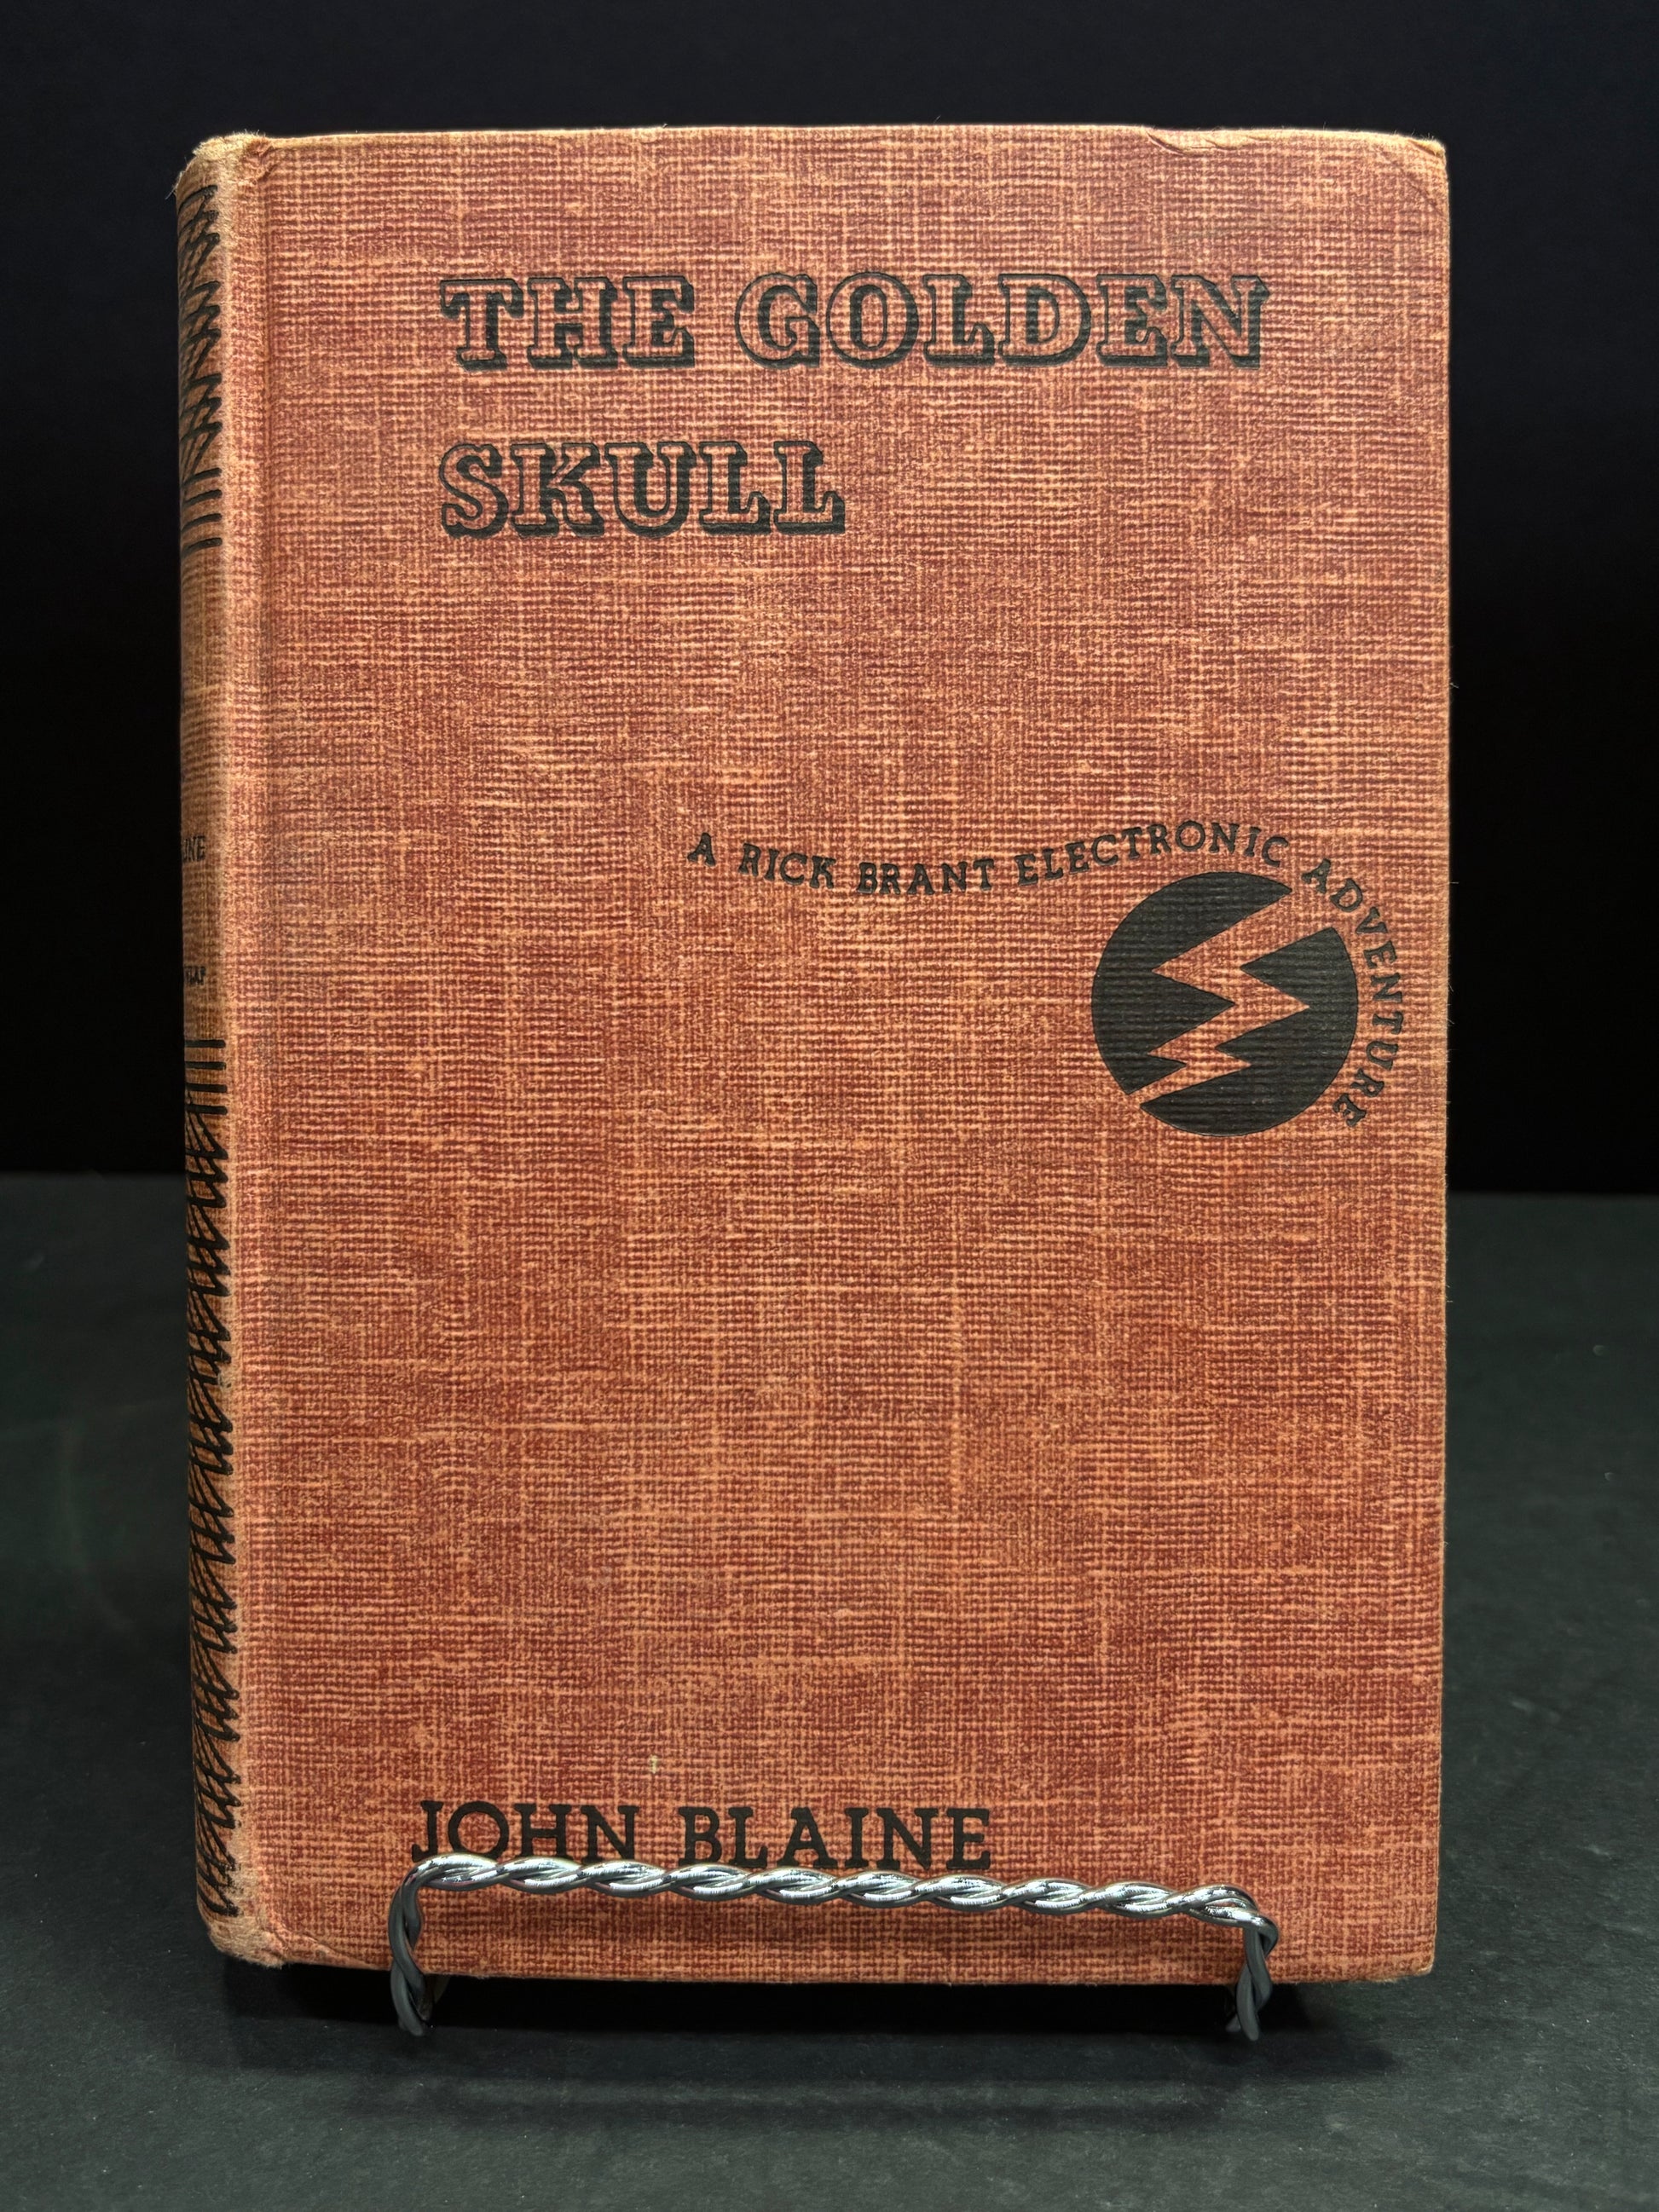 THE GOLDEN
SKULL
A RICK BRANT ELECTRONIC ADVENTURE
JOHN BLAINE